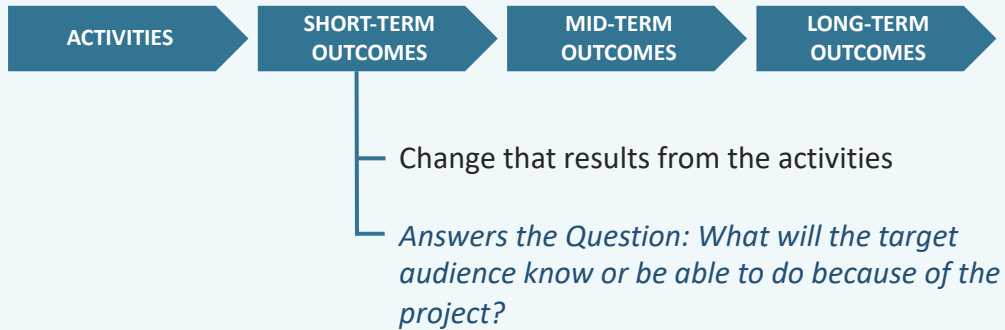 ACTIVITIES
SHORT-TERM
OUTCOMES
MID-TERM
OUTCOMES
LONG-TERM
OUTCOMES
Change that results from the activities
Answers the Question: What will the target
audience know or be able to do because of the
project?